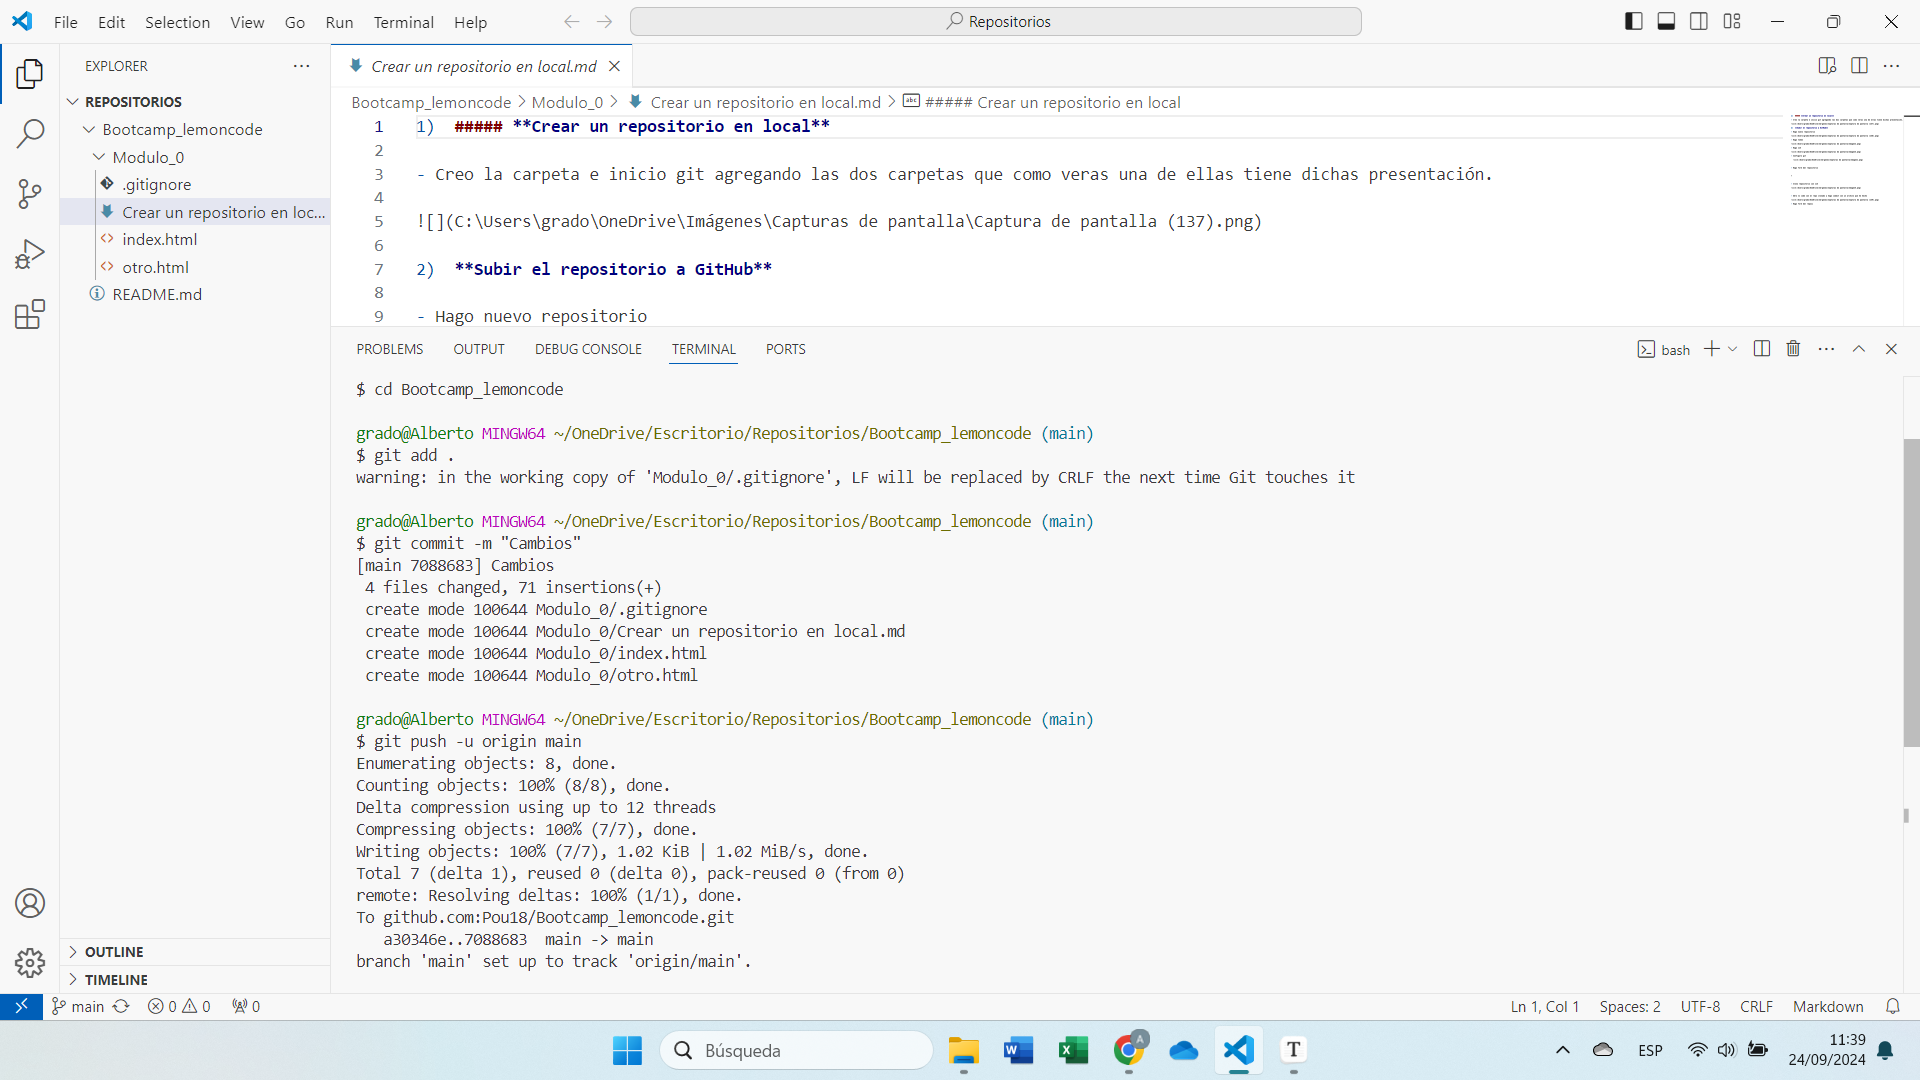 File Edit Selection View Go Run Terminal Help
Repositorios
EXPLORER
REPOSITORIOS
Bootcamp_lemoncode
Modulo_0
.gitignore
Crear un repositorio en loc...
index.html
otro.html
README.md
OUTLINE
TIMELINE
Crear un repositorio en local.md
Bootcamp_lemoncode > Modulo_0 > Crear un repositorio en local.md > abc ##### Crear un repositorio en local
1 1) ##### **Crear un repositorio en local**
2
3 - Creo la carpeta e inicio git agregando las dos carpetas que como veras una de ellas tiene dichas presentación.
4
5 ![](C:\Users\grado\OneDrive\Imágenes\Capturas de pantalla\Captura de pantalla (137).png)
6
7 2) **Subir el repositorio a GitHub**
8
9 - Hago nuevo repositorio
PROBLEMS OUTPUT DEBUG CONSOLE TERMINAL PORTS
bash
$ cd Bootcamp_lemoncode
grado@Alberto MINGW64 ~/OneDrive/Escritorio/Repositorios/Bootcamp_lemoncode (main)
$ git add .
warning: in the working copy of 'Modulo_0/.gitignore', LF will be replaced by CRLF the next time Git touches it
grado@Alberto MINGW64 ~/OneDrive/Escritorio/Repositorios/Bootcamp_lemoncode (main)
$ git commit -m "Cambios"
[main 7088683] Cambios
4 files changed, 71 insertions(+)
create mode 100644 Modulo_0/.gitignore
create mode 100644 Modulo_0/Crear un repositorio en local.md
create mode 100644 Modulo_0/index.html
create mode 100644 Modulo_0/otro.html
grado@Alberto MINGW64 ~/OneDrive/Escritorio/Repositorios/Bootcamp_lemoncode (main)
$ git push -u origin main
Enumerating objects: 8, done.
Counting objects: 100% (8/8), done.
Delta compression using up to 12 threads
Compressing objects: 100% (7/7), done.
Writing objects: 100% (7/7), 1.02 KiB | 1.02 MiB/s, done.
Total 7 (delta 1), reused 0 (delta 0), pack-reused 0 (from 0)
remote: Resolving deltas: 100% (1/1), done.
To github.com:Pou18/Bootcamp_lemoncode.git
a30346e..7088683 main -> main
branch 'main' set up to track 'origin/main'.
main 0 0 0
Ln 1, Col 1 Spaces: 2 UTF-8 CRLF Markdown
Búsqueda
W
X
A
T
ESP
11:39
24/09/2024